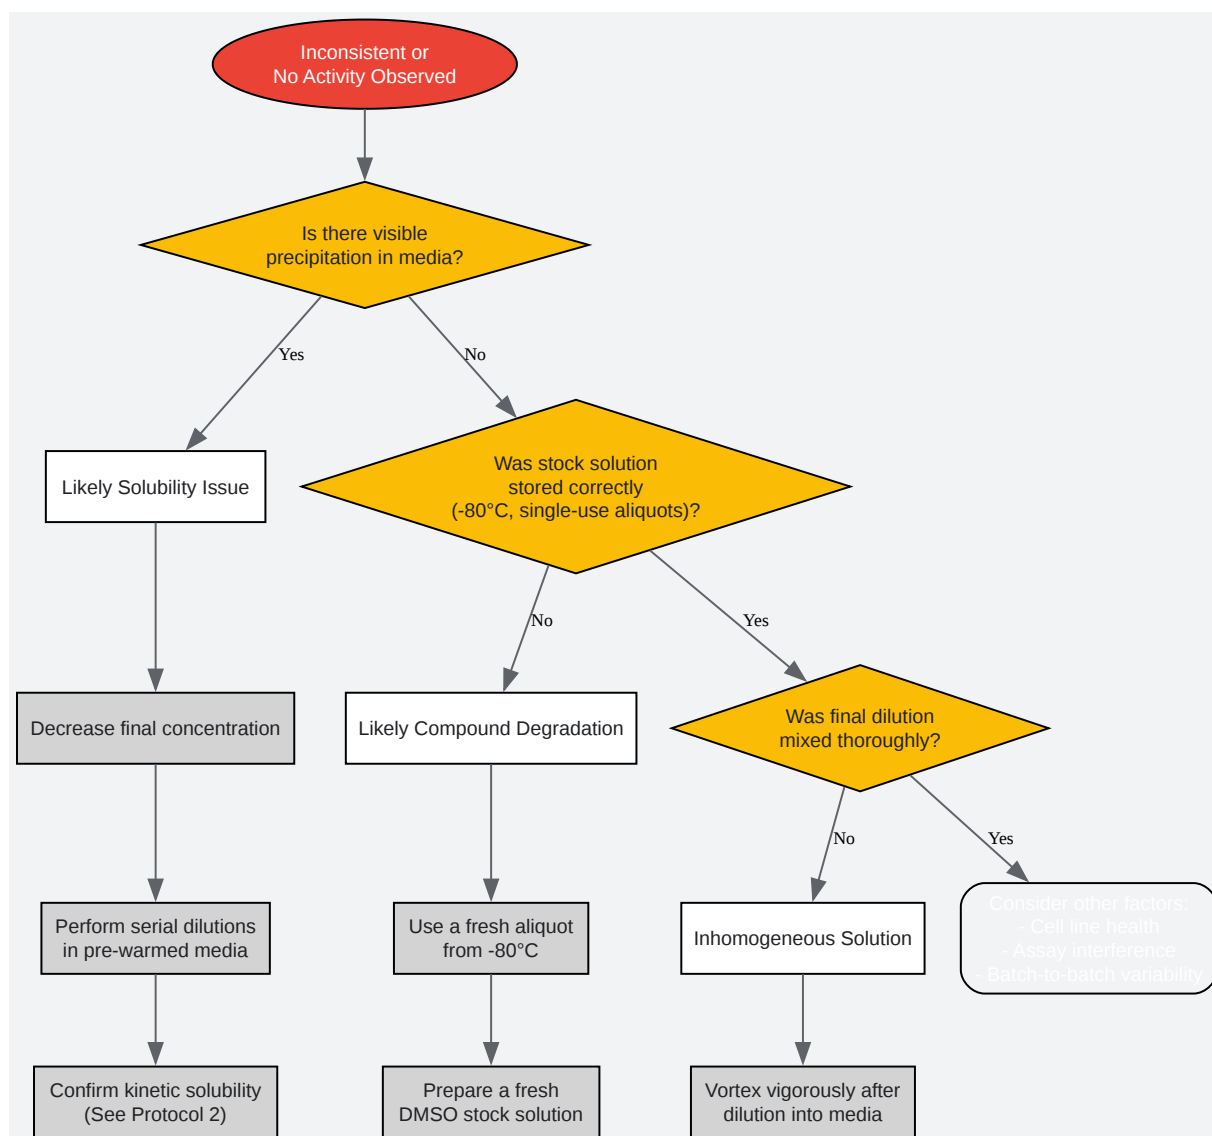 Inconsistent or
No Activity Observed
Is there visible
precipitation in media?
Yes
No
Likely Solubility Issue
Was stock solution
stored correctly
(-80°C, single-use aliquots)?
No
Yes
Decrease final concentration
Likely Compound Degradation
Was final dilution
mixed thoroughly?
No
Yes
Perform serial dilutions
in pre-warmed media
Use a fresh aliquot
from -80°C
Inhomogeneous Solution
Consider other factors:
- Cell line health
- Assay interference
- Batch-to-batch variability
Confirm kinetic solubility
(See Protocol 2)
Prepare a fresh
DMSO stock solution
Vortex vigorously after
dilution into media